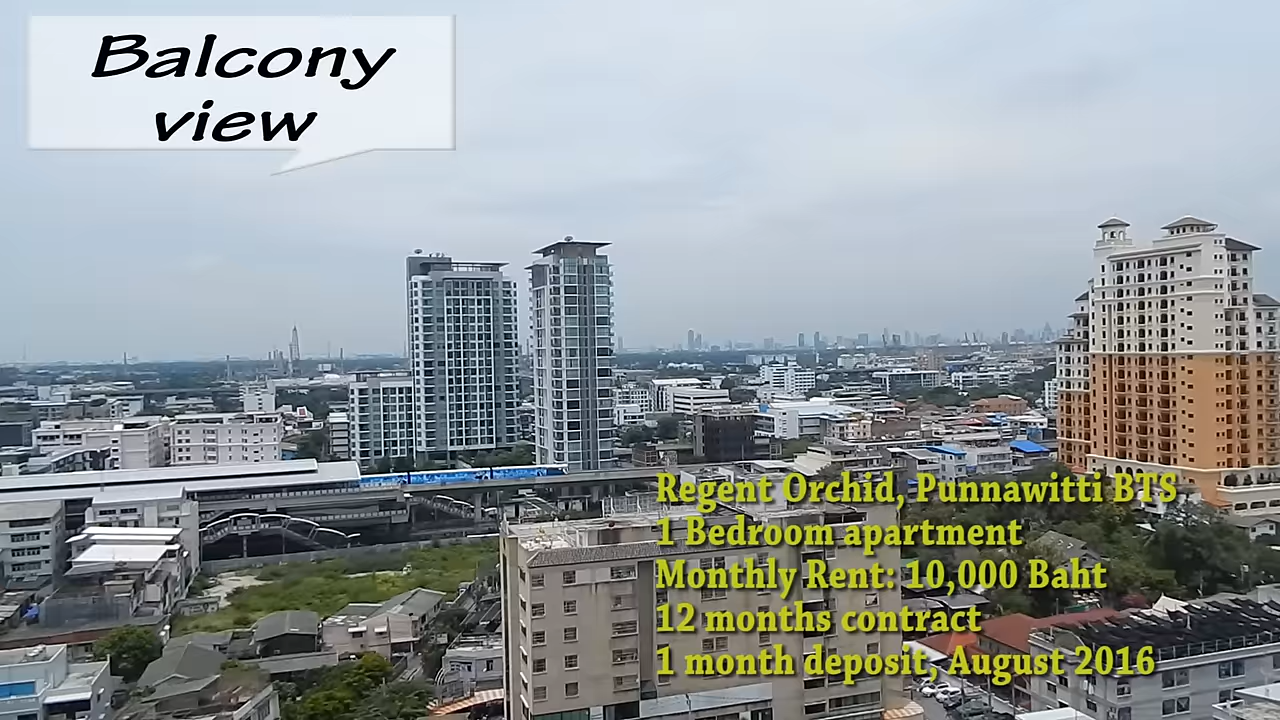 Balcony
view
Regent Orchid, Punnawitti BTS
1 Bedroom apartment
Monthly Rent: 10,000 Baht
12 months contract
1 month deposit, August 2016